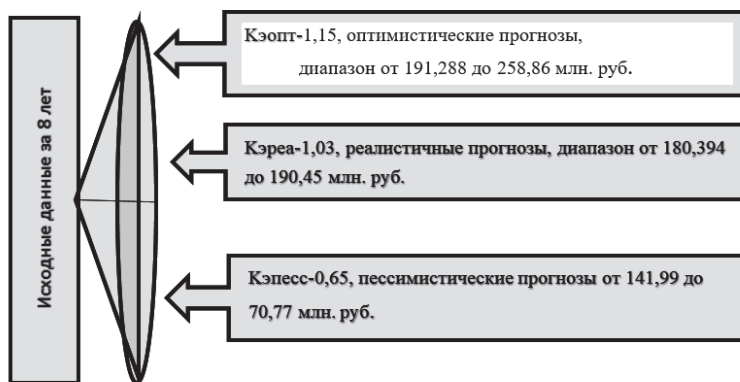 Исходные данные за 8 лет
Кэопт-1,15, оптимистические прогнозы,
диапазон от 191,288 до 258,86 млн. руб.
Кэреа-1,03, реалистичные прогнозы, диапазон от 180,394
до 190,45 млн. руб.
Кэпесс-0,65, пессимистические прогнозы от 141,99 до
70,77 млн. руб.